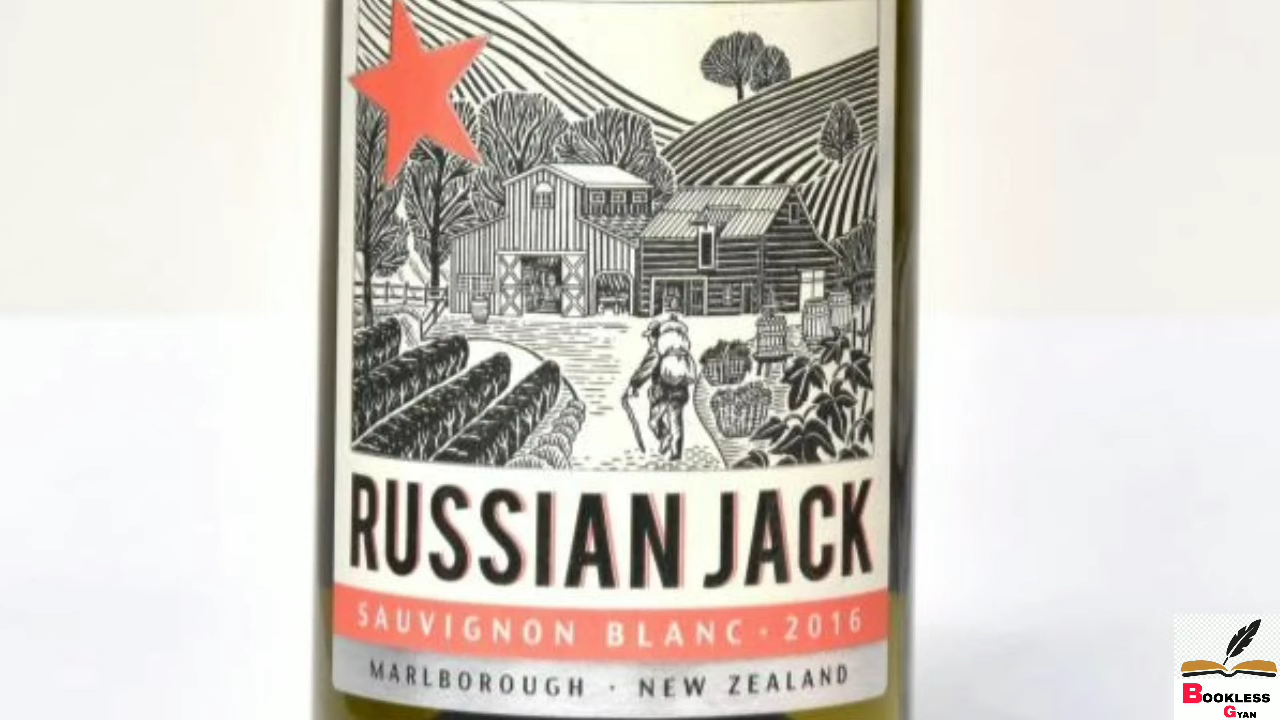 RUSSIAN JACK
SAUVIGNON BLANC · 2016
MARLBOROUGH · NEW ZEALAND
BOOKLESS
GYAN